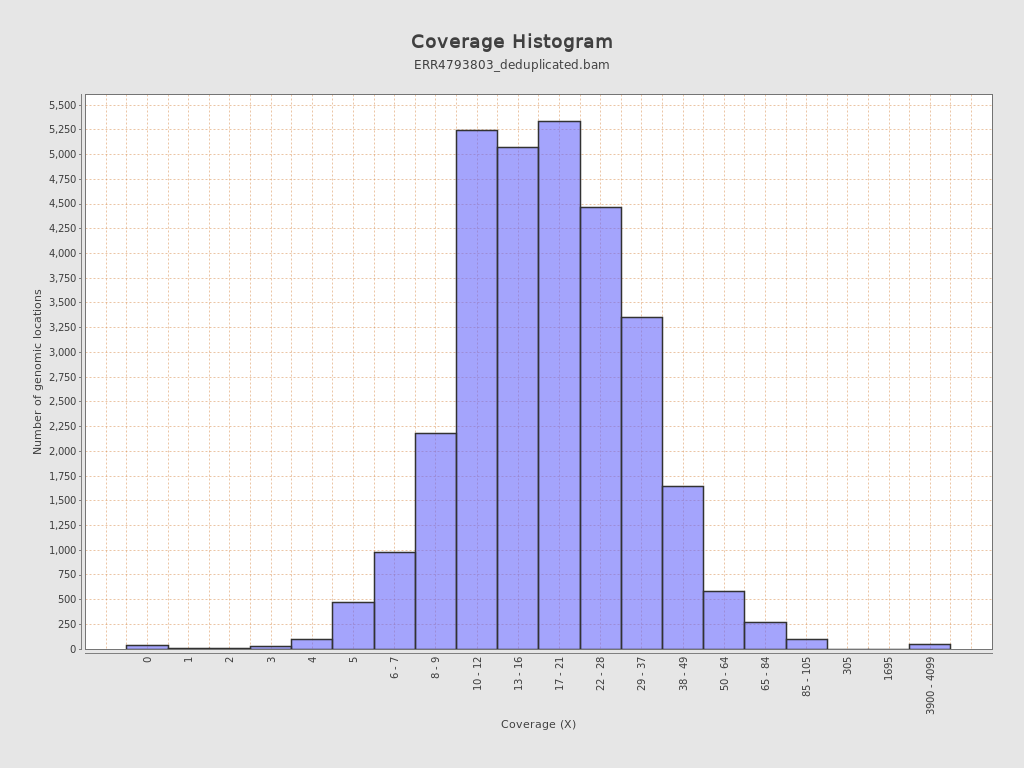 Coverage Histogram
ERR4793803_deduplicated.bam
Number of genomic locations
5,500
5,250
5,000
4,750
4,500
4,250
4,000
3,750
3,500
3,250
3,000
2,750
2,500
2,250
2,000
1,750
1,500
1,250
1,000
750
500
250
0
0
1
2
3
4
5
6 - 7
8 - 9
10 - 12
13 - 16
17 - 21
22 - 28
29 - 37
38 - 49
50 - 64
65 - 84
85 - 105
305
1695
3900 - 4099
Coverage (X)